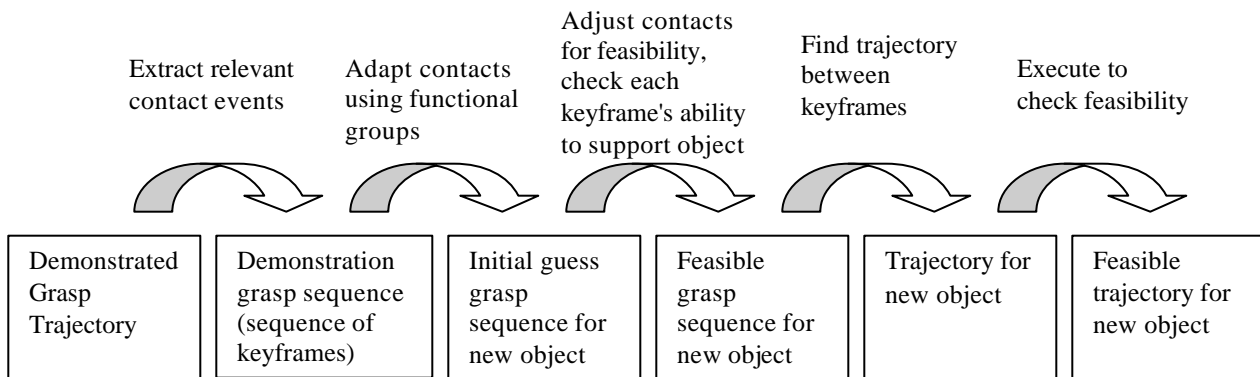 Extract relevant
contact events
Adapt contacts
using functional
groups
Adjust contacts
for feasibility,
check each
keyframe's ability
to support object
Find trajectory
between
keyframes
Execute to
check feasibility
Demonstrated
Grasp
Trajectory
Demonstration
grasp sequence
(sequence of
keyframes)
Initial guess
grasp
sequence for
new object
Feasible
grasp
sequence for
new object
Trajectory for
new object
Feasible
trajectory for
new object